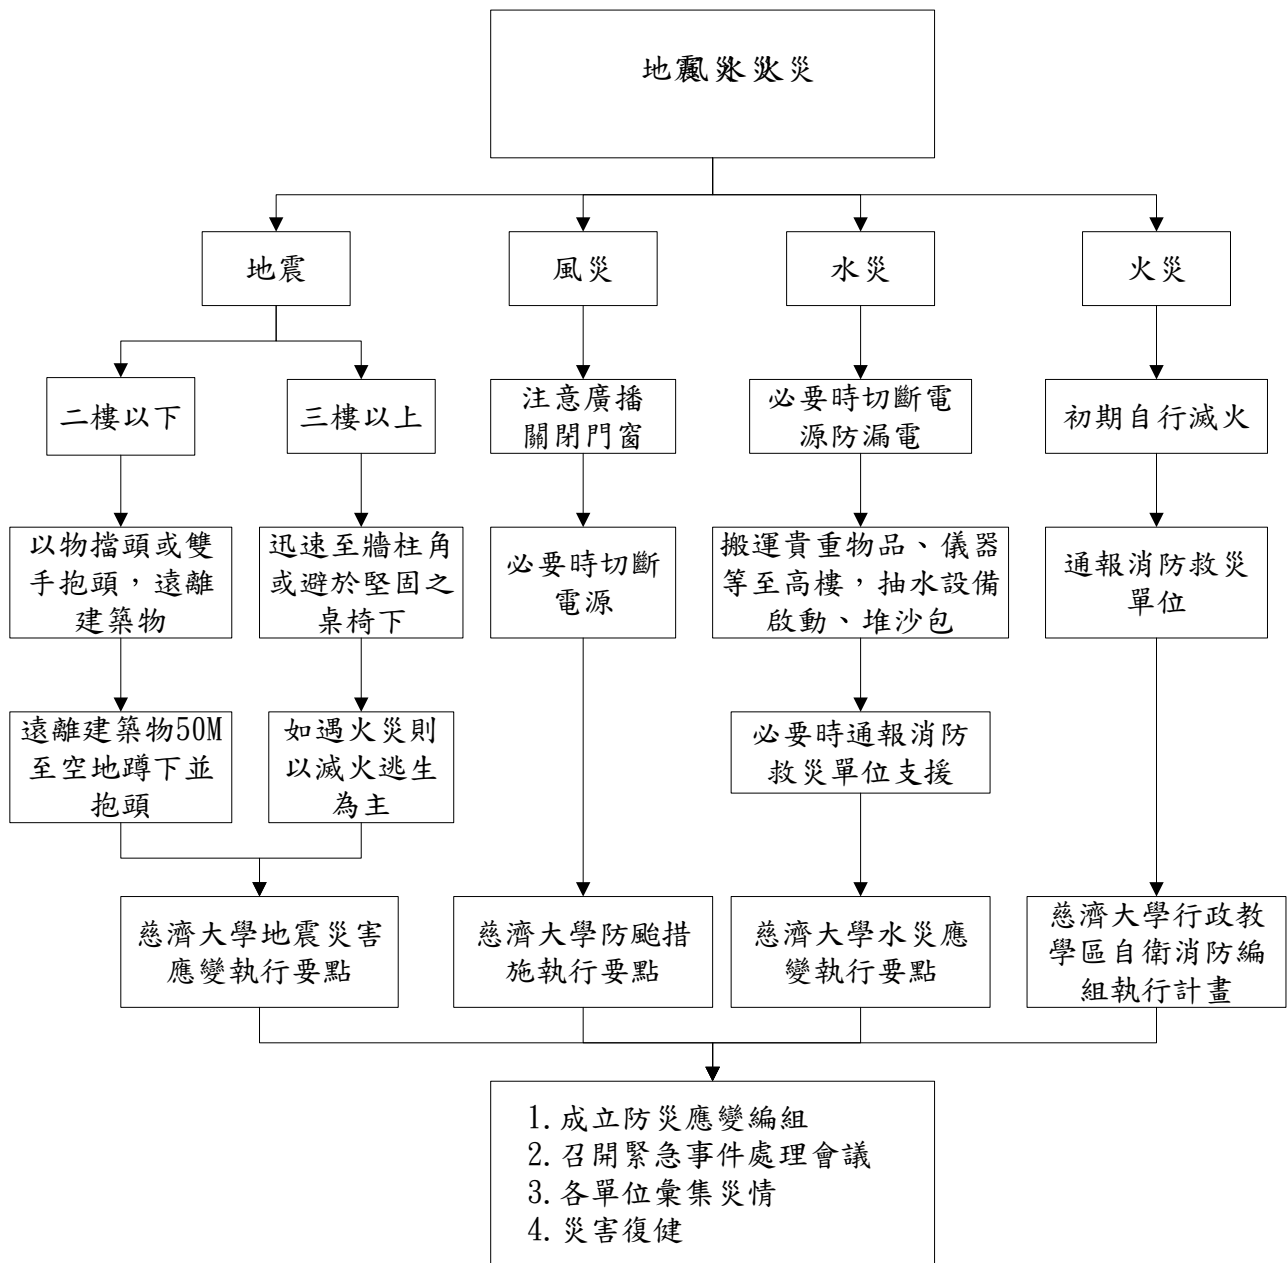 地震風災水災火災
地震
風災
水災
火災
二樓以下
三樓以上
注意廣播
關閉門窗
必要時切斷電
源防漏電
初期自行滅火
以物擋頭或雙
手抱頭，遠離
建築物
迅速至牆柱角
或避於堅固之
桌椅下
必要時切斷
電源
搬運貴重物品、儀器
等至高樓，抽水設備
啟動、堆沙包
通報消防救災
單位
遠離建築物50M
至空地蹲下並
抱頭
如遇火災則
以滅火逃生
為主
必要時通報消防
救災單位支援
慈濟大學地震災害
應變執行要點
慈濟大學防颱措
施執行要點
慈濟大學水災應
變執行要點
慈濟大學行政教
學區自衛消防編
組執行計畫
1.成立防災應變編組
2.召開緊急事件處理會議
3.各單位彙集災情
4.災害復健